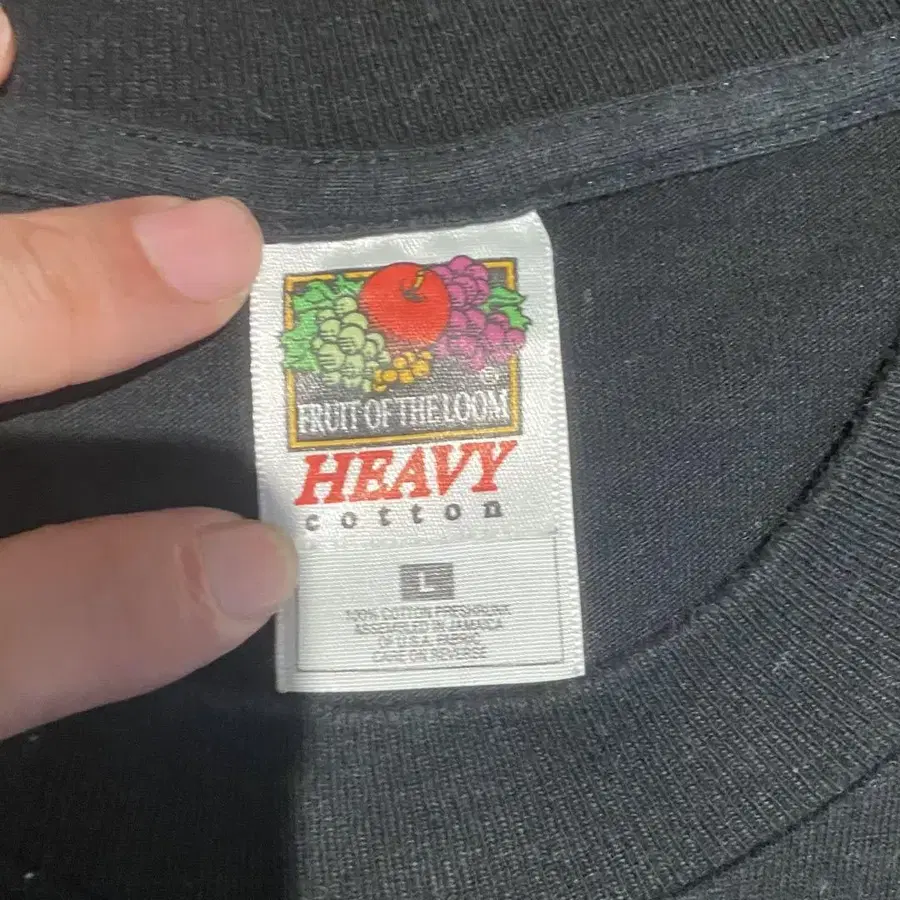 FRUIT OF THE LOOM
HEAVY
cotton
L
100% COTTON PRESHRUNK
ASSEMBLED IN JAMAICA
OF U.S.A. FABRIC
CARE ON REVERSE